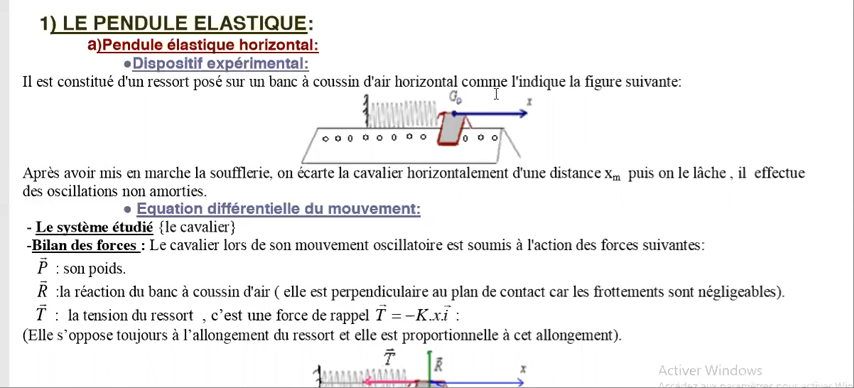 1) LE PENDULE ELASTIQUE:
a)Pendule élastique horizontal:
●Dispositif expérimental:
Il est constitué d'un ressort posé sur un banc à coussin d'air horizontal comme l'indique la figure suivante:
G₀ x
Après avoir mis en marche la soufflerie, on écarte la cavalier horizontalement d'une distance xₘ puis on le lâche , il effectue
des oscillations non amorties.
● Equation différentielle du mouvement:
- Le système étudié {le cavalier}
-Bilan des forces : Le cavalier lors de son mouvement oscillatoire est soumis à l'action des forces suivantes:
P⃗ : son poids.
R⃗ :la réaction du banc à coussin d'air ( elle est perpendiculaire au plan de contact car les frottements sont négligeables).
T⃗ : la tension du ressort , c’est une force de rappel T⃗ = −K.x.i⃗ :
(Elle s’oppose toujours à l’allongement du ressort et elle est proportionnelle à cet allongement).
T⃗ R⃗ x
Activer Windows